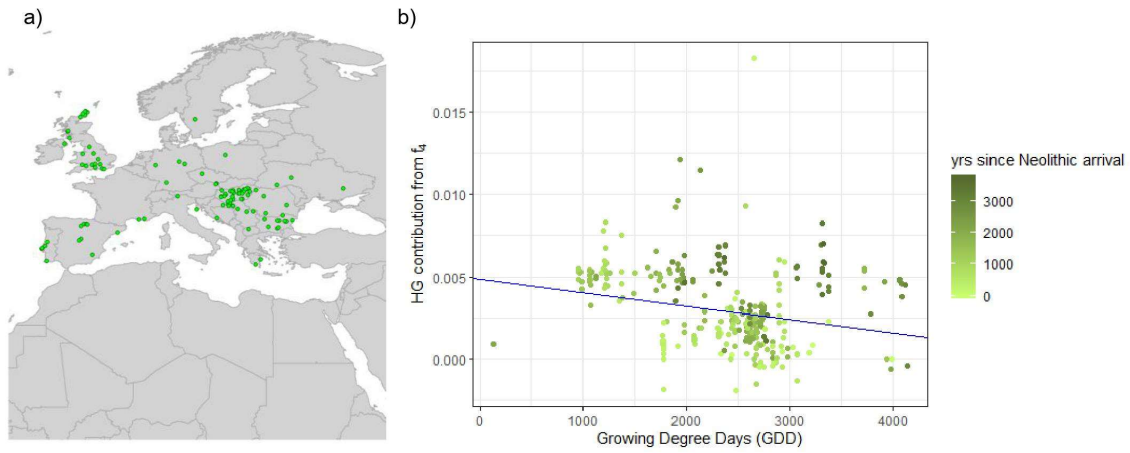 a)
b)
0.015
0.010
0.005
0.000
HG contribution from f4
0 1000 2000 3000 4000
Growing Degree Days (GDD)
yrs since Neolithic arrival
3000
2000
1000
0